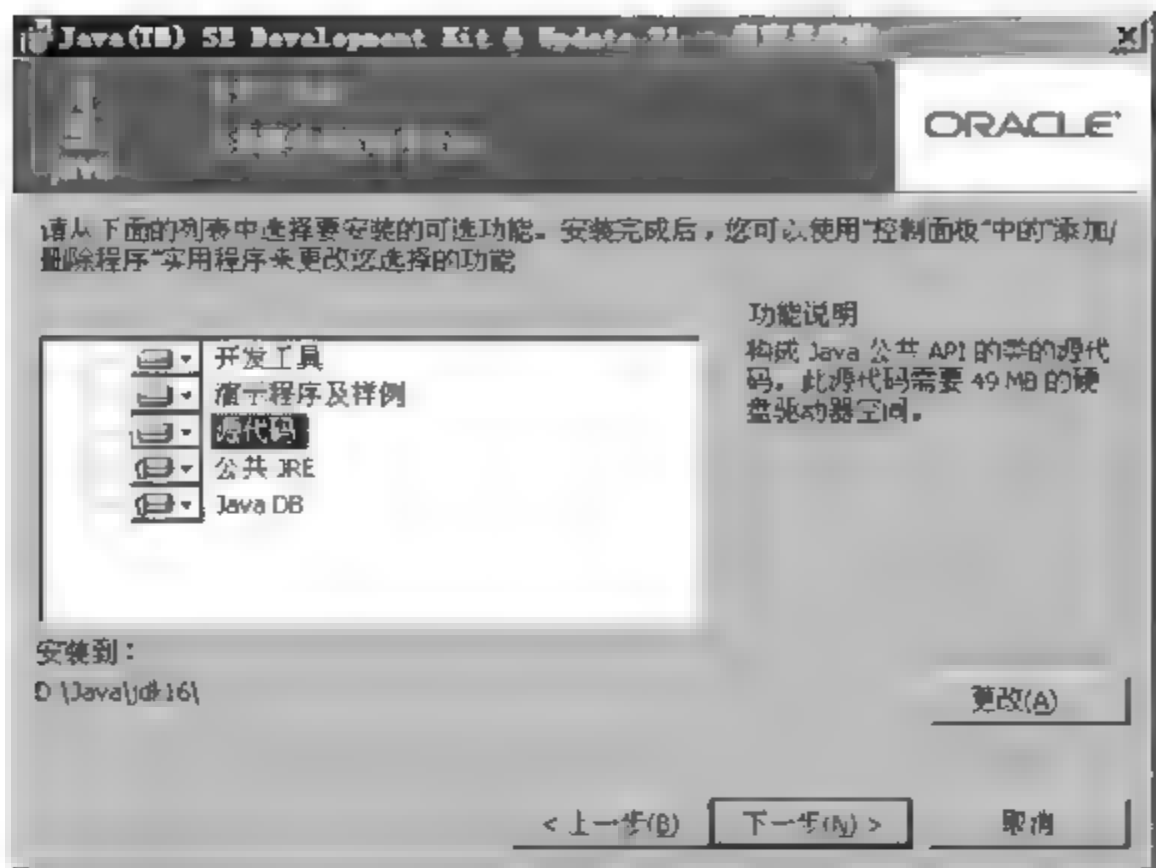 Java(TM) SE Development Kit 6 Update 21 -
ORACLE
请从下面的列表中选择要安装的可选功能。安装完成后，您可以使用"控制面板"中的"添加/
删除程序"实用程序来更改您选择的功能
功能说明
构成 Java 公共 API 的类的源代
码。此源代码需要 49 MB 的硬
盘驱动器空间。
开发工具
演示程序及样例
源代码
公共 JRE
Java DB
安装到：
D:\Java\jdk16\
更改(A)
< 上一步(B)
下一步(N) >
取消